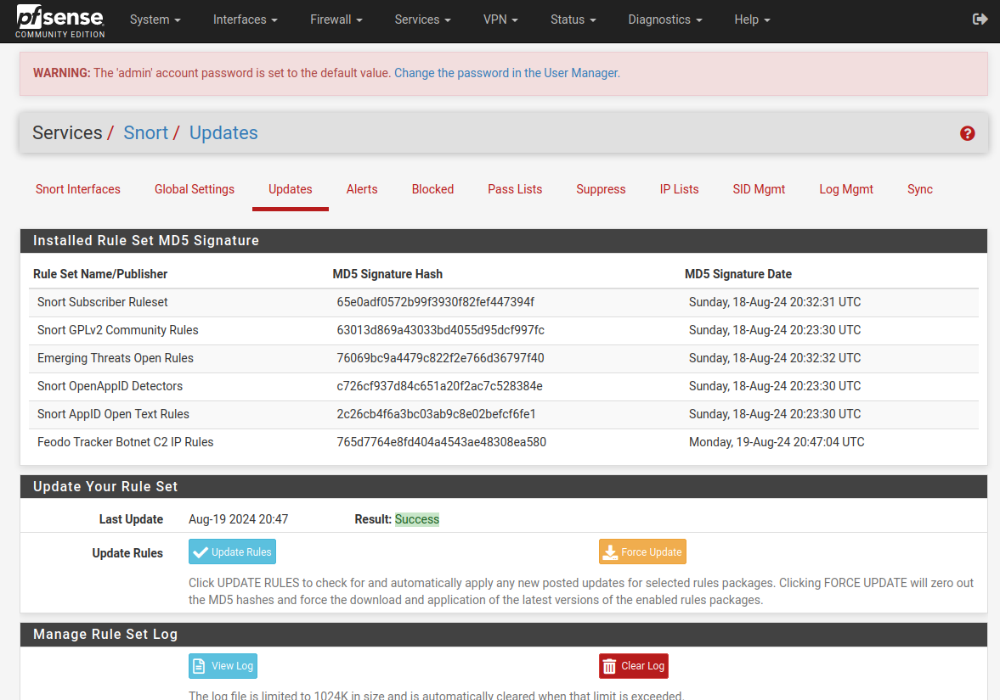 pfsense
COMMUNITY EDITION
System Interfaces Firewall Services VPN Status Diagnostics Help
WARNING: The 'admin' account password is set to the default value. Change the password in the User Manager.
Services / Snort / Updates
Snort Interfaces Global Settings Updates Alerts Blocked Pass Lists Suppress IP Lists SID Mgmt Log Mgmt Sync
Installed Rule Set MD5 Signature
Rule Set Name/Publisher MD5 Signature Hash MD5 Signature Date
Snort Subscriber Ruleset 65e0adf0572b99f3930f82fef447394f Sunday, 18-Aug-24 20:32:31 UTC
Snort GPLv2 Community Rules 63013d869a43033bd4055d95dcf997fc Sunday, 18-Aug-24 20:23:30 UTC
Emerging Threats Open Rules 76069bc9a4479c822f2e766d36797f40 Sunday, 18-Aug-24 20:32:32 UTC
Snort OpenAppID Detectors c726cf937d84c651a20f2ac7c528384e Sunday, 18-Aug-24 20:23:30 UTC
Snort AppID Open Text Rules 2c26cb4f6a3bc03ab9c8e02befcf6fe1 Sunday, 18-Aug-24 20:23:30 UTC
Feodo Tracker Botnet C2 IP Rules 765d7764e8fd404a4543ae48308ea580 Monday, 19-Aug-24 20:47:04 UTC
Update Your Rule Set
Last Update Aug-19 2024 20:47 Result: Success
Update Rules Update Rules Force Update
Click UPDATE RULES to check for and automatically apply any new posted updates for selected rules packages. Clicking FORCE UPDATE will zero out
the MD5 hashes and force the download and application of the latest versions of the enabled rules packages.
Manage Rule Set Log
View Log Clear Log
The log file is limited to 1024K in size and is automatically cleared when that limit is exceeded.